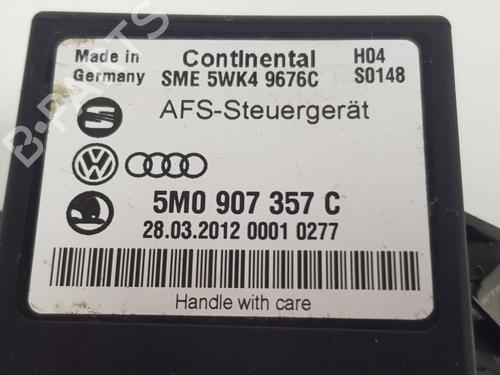 Made in Germany
Continental
SME 5WK4 9676C
H04
S0148
AFS-Steuergerät
5M0 907 357 C
28.03.2012 0001 0277
Handle with care
B-PARTS